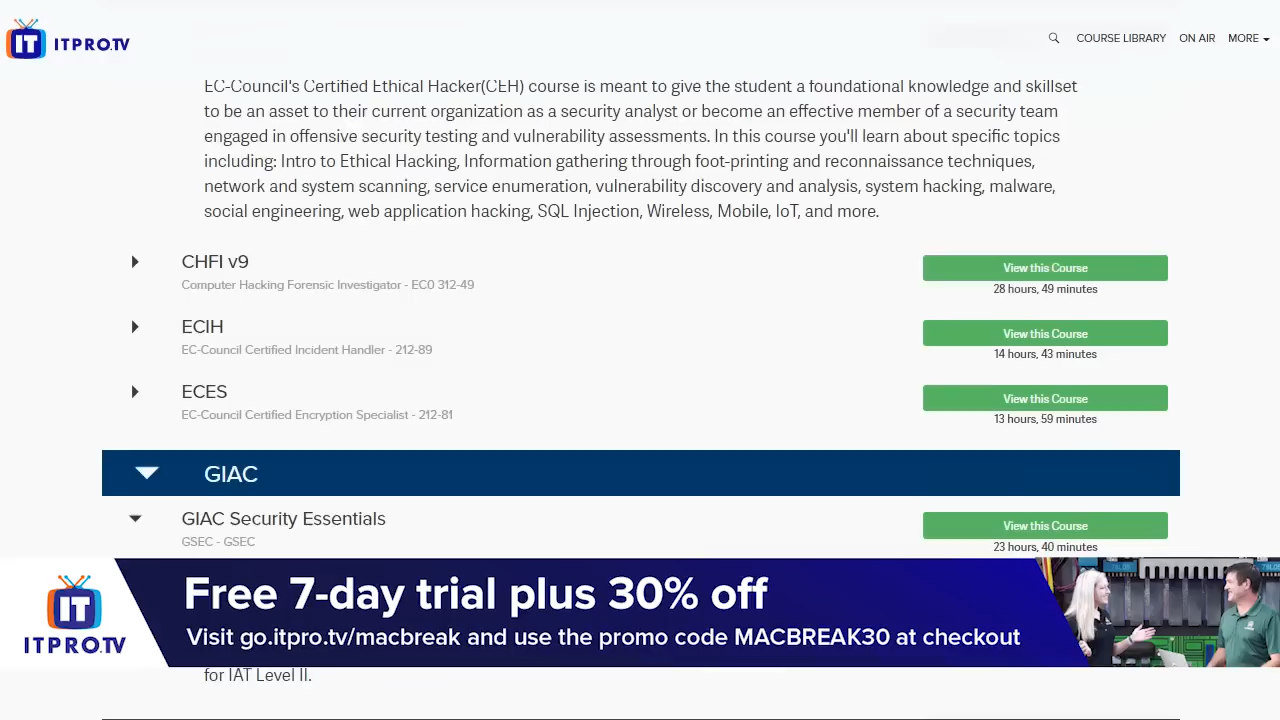 IT
ITPRO.TV
COURSE LIBRARY
ON AIR
MORE
EC-Council's Certified Ethical Hacker(CEH) course is meant to give the student a foundational knowledge and skillset
to be an asset to their current organization as a security analyst or become an effective member of a security team
engaged in offensive security testing and vulnerability assessments. In this course you'll learn about specific topics
including: Intro to Ethical Hacking, Information gathering through foot-printing and reconnaissance techniques,
network and system scanning, service enumeration, vulnerability discovery and analysis, system hacking, malware,
social engineering, web application hacking, SQL Injection, Wireless, Mobile, IoT, and more.
CHFI v9
Computer Hacking Forensic Investigator - EC0 312-49
View this Course
28 hours, 49 minutes
ECIH
EC-Council Certified Incident Handler - 212-89
View this Course
14 hours, 43 minutes
ECES
EC-Council Certified Encryption Specialist - 212-81
View this Course
13 hours, 59 minutes
GIAC
GIAC Security Essentials
GSEC - GSEC
View this Course
23 hours, 40 minutes
IT
ITPRO.TV
Free 7-day trial plus 30% off
Visit go.itpro.tv/macbreak and use the promo code MACBREAK30 at checkout
for IAT Level II.